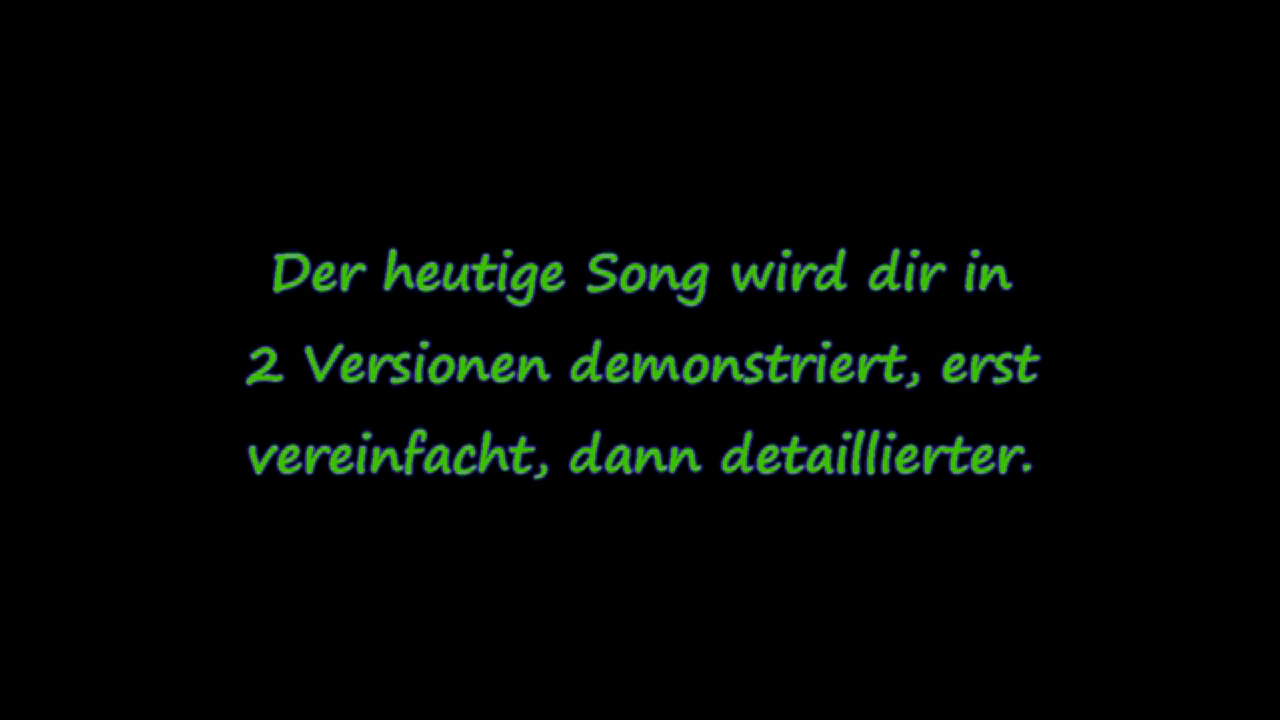 Der heutige Song wird dir in
2 Versionen demonstriert, erst
vereinfacht, dann detaillierter.